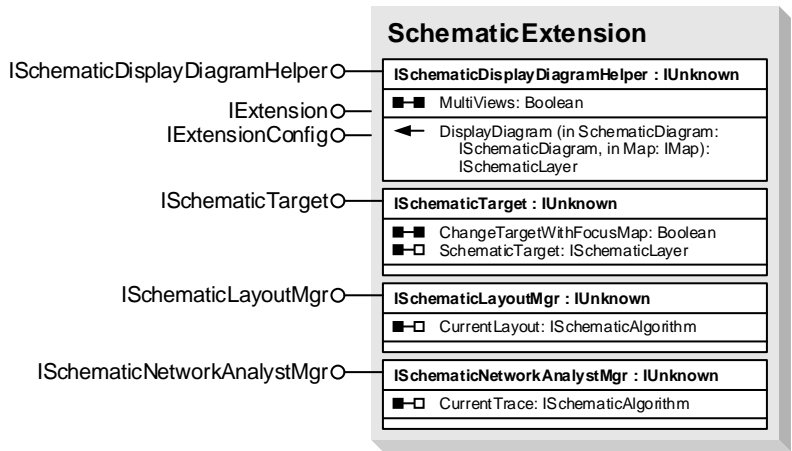 SchematicExtension
ISchematicDisplayDiagramHelper
ISchematicDisplayDiagramHelper : IUnknown
MultiViews: Boolean
IExtension
IExtensionConfig
DisplayDiagram (in SchematicDiagram:
ISchematicDiagram, in Map: IMap):
ISchematicLayer
ISchematicTarget
ISchematicTarget : IUnknown
ChangeTargetWithFocusMap: Boolean
SchematicTarget: ISchematicLayer
ISchematicLayoutMgr
ISchematicLayoutMgr : IUnknown
CurrentLayout: ISchematicAlgorithm
ISchematicNetworkAnalystMgr
ISchematicNetworkAnalystMgr : IUnknown
CurrentTrace: ISchematicAlgorithm